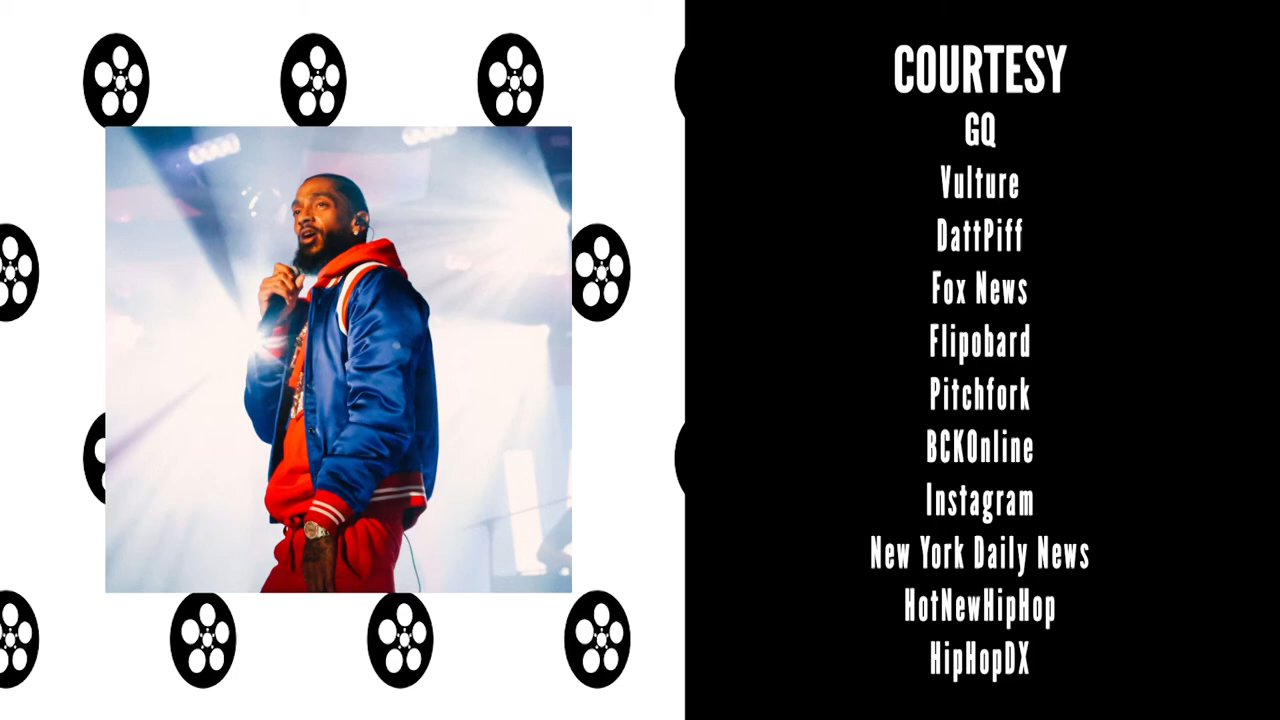 COURTESY
GQ
Vulture
DattPiff
Fox News
Flipobard
Pitchfork
BCKOnline
Instagram
New York Daily News
HotNewHipHop
HipHopDX